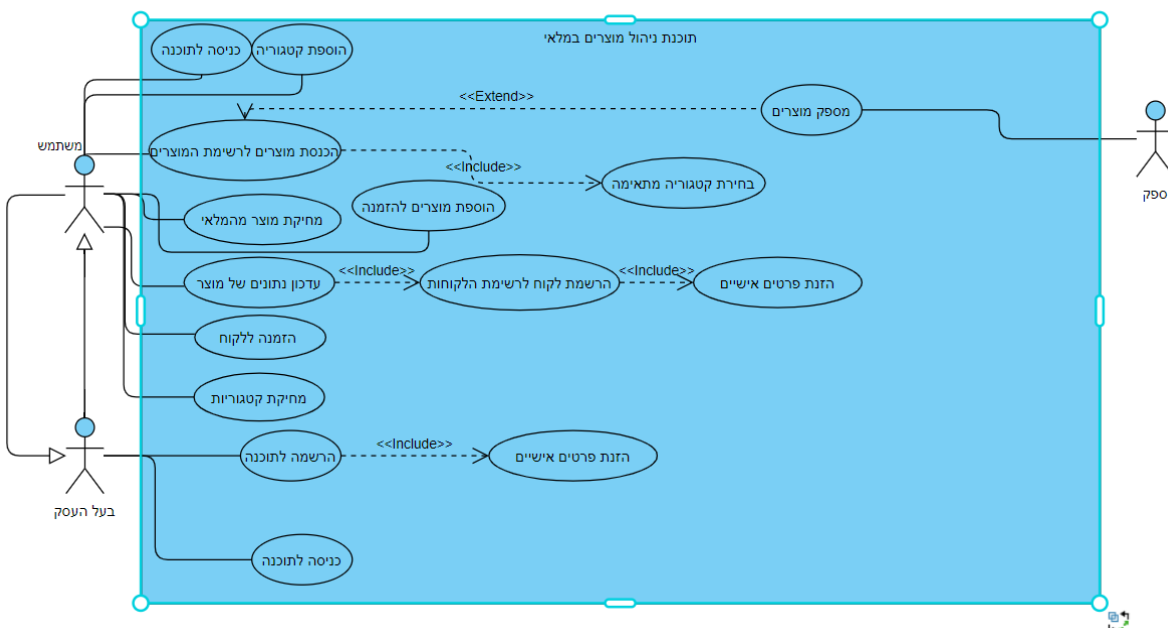 תוכנת ניהול מוצרים במלאי
כניסה לתוכנה
הוספת קטגוריה
<<Extend>>
מספק מוצרים
משתמש
הכנסת מוצרים לרשימת המוצרים
<<Include>>
בחירת קטגוריה מתאימה
ספק
הוספת מוצרים להזמנה
מחיקת מוצר מהמלאי
עדכון נתונים של מוצר
<<Include>>
הרשמת לקוח לרשימת הלקוחות
<<Include>>
הזנת פרטים אישיים
הזמנה ללקוח
מחיקת קטגוריות
הרשמה לתוכנה
<<Include>>
הזנת פרטים אישיים
בעל העסק
כניסה לתוכנה